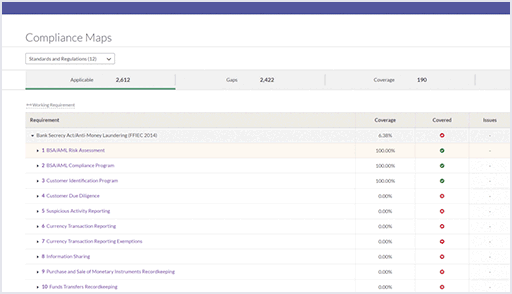 Compliance Maps
Standards and Regulations (12)
Applicable 2,612 Gaps 2,422 Coverage 190
Working Requirement
Requirement Coverage Covered Issues
Bank Secrecy Act/Anti-Money Laundering (FFIEC 2014) 6.38% -
1 BSA/AML Risk Assessment 100.00% -
2 BSA/AML Compliance Program 100.00% -
3 Customer Identification Program 100.00% -
4 Customer Due Diligence 0.00% -
5 Suspicious Activity Reporting 0.00% -
6 Currency Transaction Reporting 0.00% -
7 Currency Transaction Reporting Exemptions 0.00% -
8 Information Sharing 0.00% -
9 Purchase and Sale of Monetary Instruments Recordkeeping 0.00% -
10 Funds Transfers Recordkeeping 0.00% -